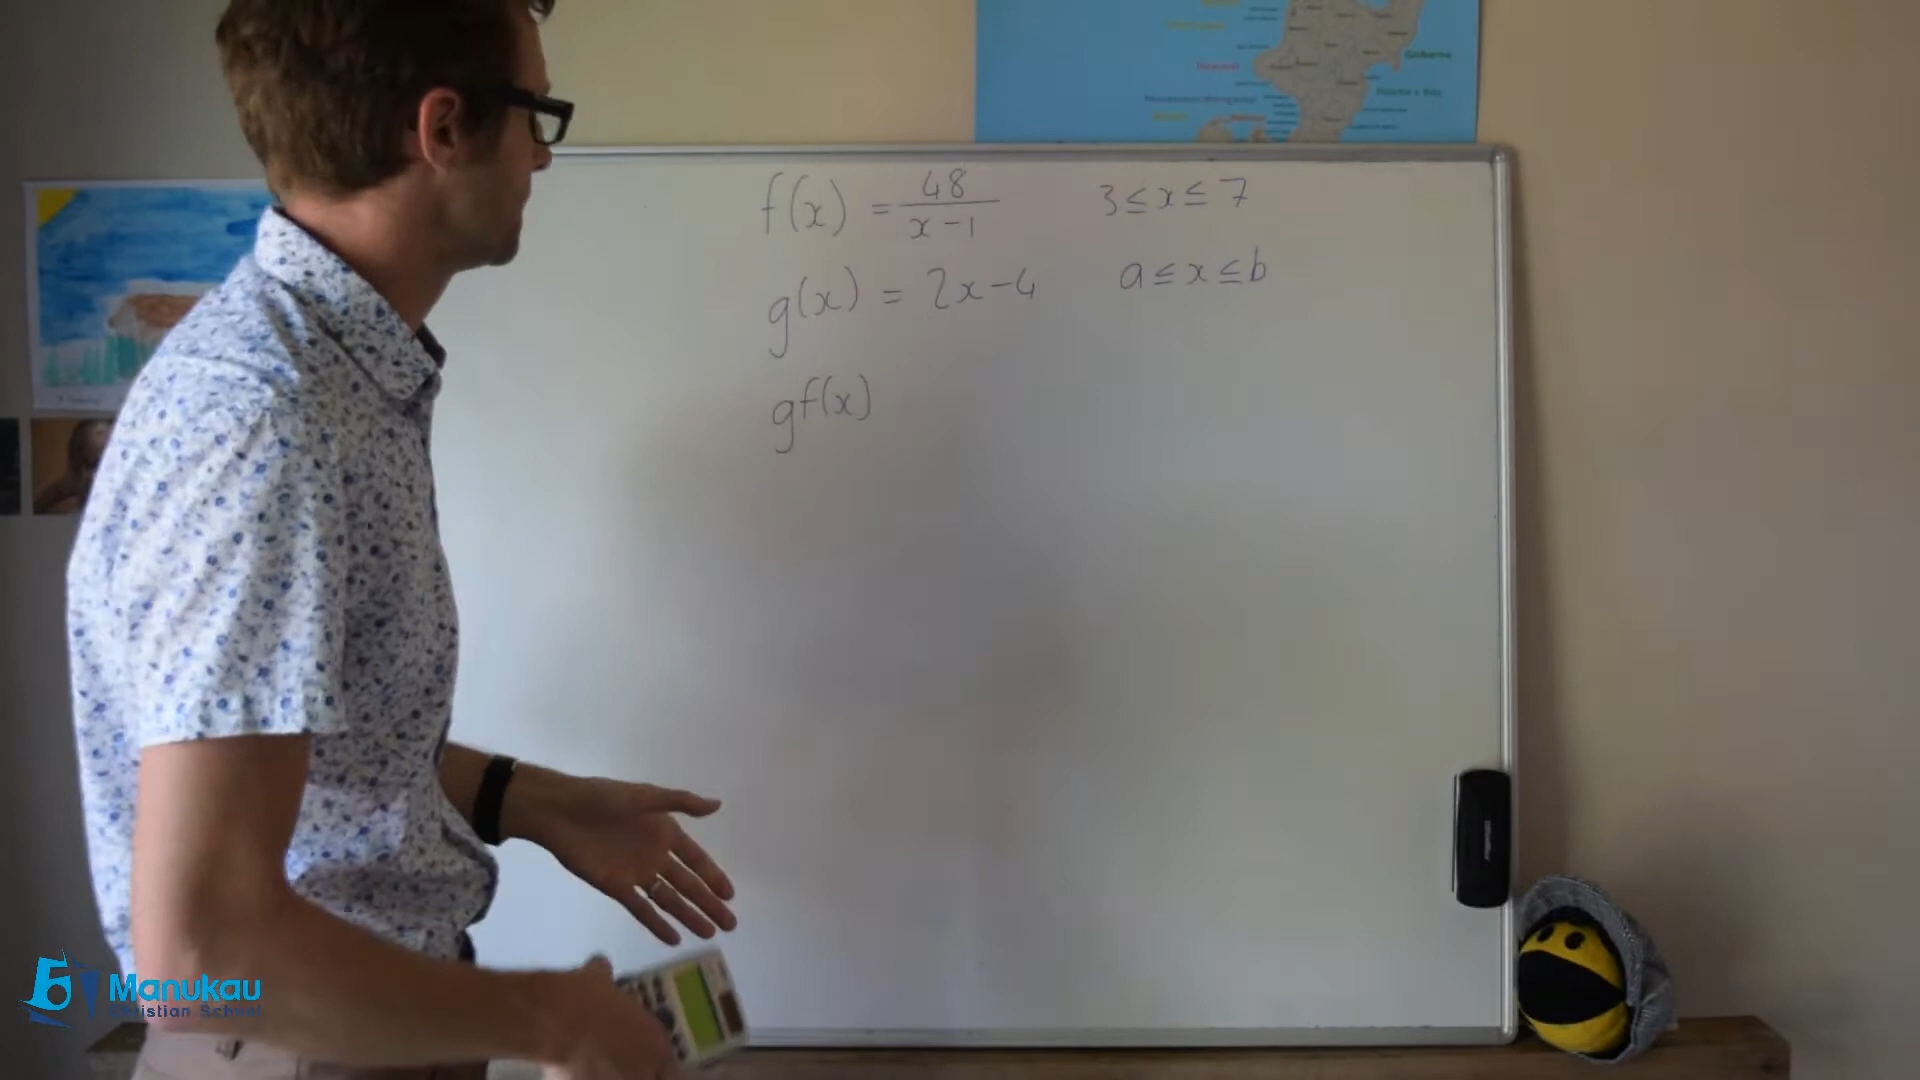 f(x) = 48/(x-1) 3 ≤ x ≤ 7
g(x) = 2x-4 a ≤ x ≤ b
gf(x)
Manukau
Christian School